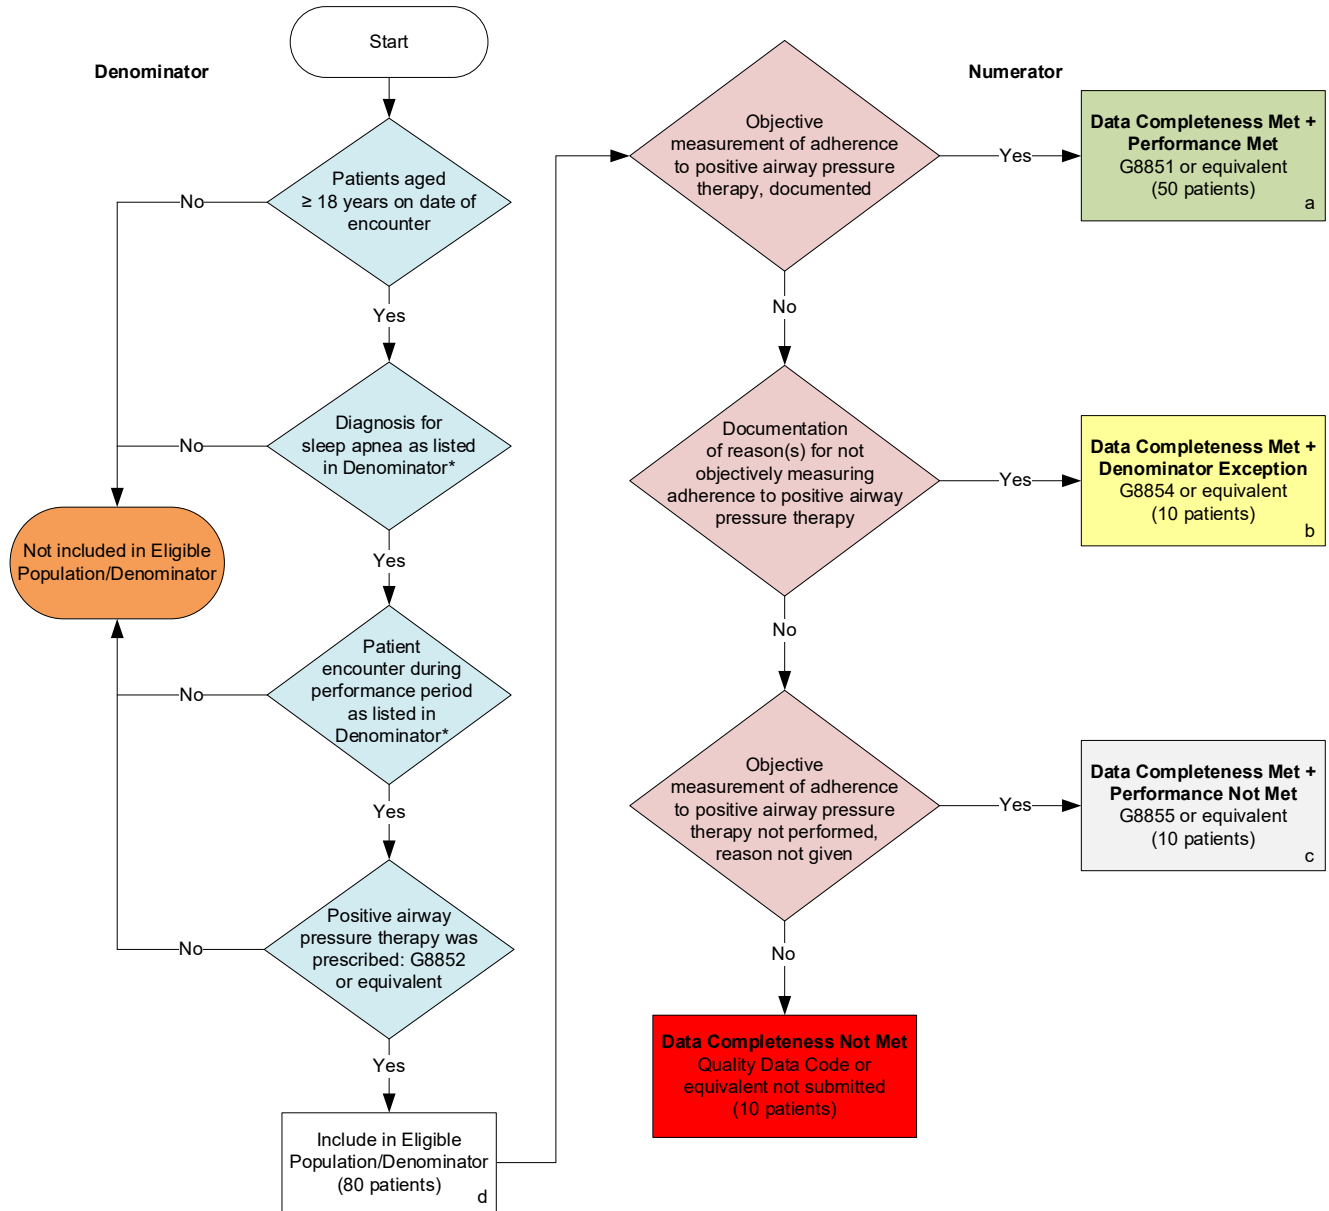 Start
Denominator
Patients aged
≥ 18 years on date of
encounter
No
Yes
Diagnosis for
sleep apnea as listed
in Denominator*
No
Yes
Not included in Eligible
Population/Denominator
Patient
encounter during
performance period
as listed in
Denominator*
No
Yes
Positive airway
pressure therapy was
prescribed: G8852
or equivalent
No
Yes
Include in Eligible
Population/Denominator
(80 patients)
d
Numerator
Objective
measurement of adherence
to positive airway pressure
therapy, documented
Yes
Data Completeness Met +
Performance Met
G8851 or equivalent
(50 patients)
a
No
Documentation
of reason(s) for not
objectively measuring
adherence to positive airway
pressure therapy
Yes
Data Completeness Met +
Denominator Exception
G8854 or equivalent
(10 patients)
b
No
Objective
measurement of adherence
to positive airway pressure
therapy not performed,
reason not given
Yes
Data Completeness Met +
Performance Not Met
G8855 or equivalent
(10 patients)
c
No
Data Completeness Not Met
Quality Data Code or
equivalent not submitted
(10 patients)